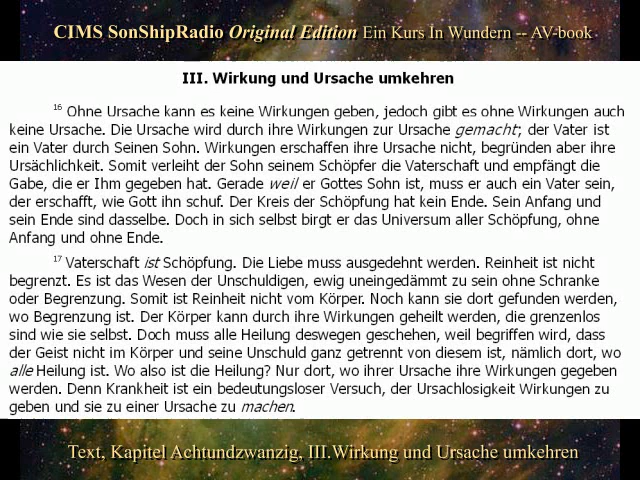 CIMS SonShipRadio Original Edition Ein Kurs In Wundern -- AV-book
III. Wirkung und Ursache umkehren
16 Ohne Ursache kann es keine Wirkungen geben, jedoch gibt es ohne Wirkungen auch
keine Ursache. Die Ursache wird durch ihre Wirkungen zur Ursache gemacht; der Vater ist
ein Vater durch Seinen Sohn. Wirkungen erschaffen ihre Ursache nicht, begründen aber ihre
Ursächlichkeit. Somit verleiht der Sohn seinem Schöpfer die Vaterschaft und empfängt die
Gabe, die er Ihm gegeben hat. Gerade weil er Gottes Sohn ist, muss er auch ein Vater sein,
der erschafft, wie Gott ihn schuf. Der Kreis der Schöpfung hat kein Ende. Sein Anfang und
sein Ende sind dasselbe. Doch in sich selbst birgt er das Universum aller Schöpfung, ohne
Anfang und ohne Ende.
17 Vaterschaft ist Schöpfung. Die Liebe muss ausgedehnt werden. Reinheit ist nicht
begrenzt. Es ist das Wesen der Unschuldigen, ewig uneingedämmt zu sein ohne Schranke
oder Begrenzung. Somit ist Reinheit nicht vom Körper. Noch kann sie dort gefunden werden,
wo Begrenzung ist. Der Körper kann durch ihre Wirkungen geheilt werden, die grenzenlos
sind wie sie selbst. Doch muss alle Heilung deswegen geschehen, weil begriffen wird, dass
der Geist nicht im Körper und seine Unschuld ganz getrennt von diesem ist, nämlich dort, wo
alle Heilung ist. Wo also ist die Heilung? Nur dort, wo ihrer Ursache ihre Wirkungen gegeben
werden. Denn Krankheit ist ein bedeutungsloser Versuch, der Ursachlosigkeit Wirkungen zu
geben und sie zu einer Ursache zu machen.
Text, Kapitel Achtundzwanzig, III.Wirkung und Ursache umkehren